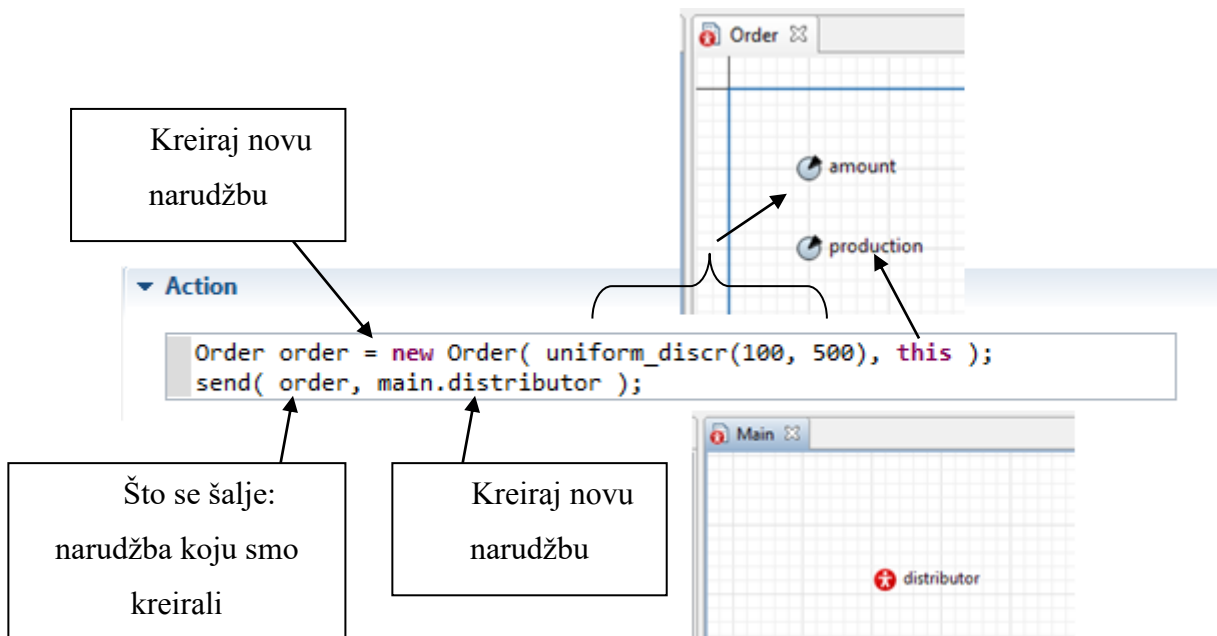 Order
amount
production
Kreiraj novu
narudžbu
Action
Order order = new Order( uniform_discr(100, 500), this );
send( order, main.distributor );
Main
distributor
Što se šalje:
narudžba koju smo
kreirali
Kreiraj novu
narudžbu